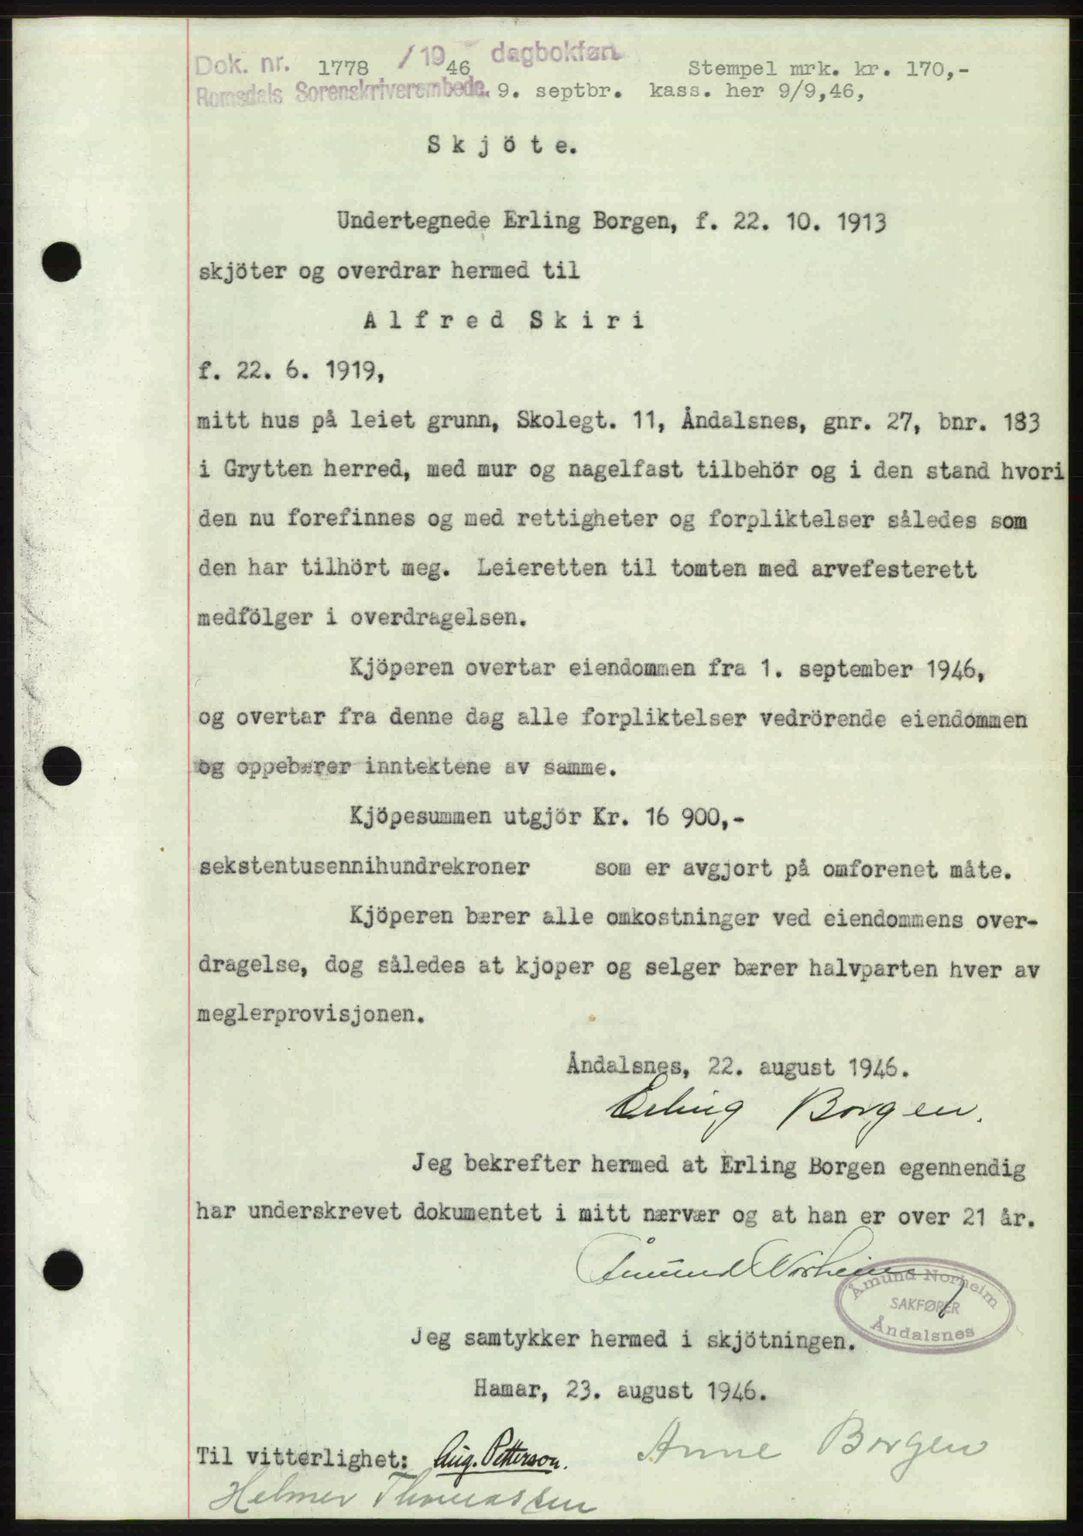 Dok. nr. 1778 / 19 46 dagbokført Stempel mrk. kr. 170,-
Romsdals Sorenskriverembede. 9. septbr. kass. her 9/9,46,
S k j ö t e.
Undertegnede Erling Borgen, f. 22. 10. 1913
skjöter og overdrar hermed til
A l f r e d S k i r i
f. 22. 6. 1919,
mitt hus på leiet grunn, Skolegt. 11, Åndalsnes, gnr. 27, bnr. 183
i Grytten herred, med mur og nagelfast tilbehör og i den stand hvori
den nu forefinnes og med rettigheter og forpliktelser således som
den har tilhört meg. Leieretten til tomten med arvefesterett
medfölger i overdragelsen.
Kjöperen overtar eiendommen fra 1. september 1946,
og overtar fra denne dag alle forpliktelser vedrörende eiendommen
og oppebærer inntektene av samme.
Kjöpesummen utgjör Kr. 16 900,-
sekstentusennihundrekroner som er avgjort på omforenet måte.
Kjöperen bærer alle omkostninger ved eiendommens over-
dragelse, dog således at kjoper og selger bærer halvparten hver av
meglerprovisjonen.
Åndalsnes, 22. august 1946.
Erling Borgen.
Jeg bekrefter hermed at Erling Borgen egenhendig
har underskrevet dokumentet i mitt nærvær og at han er over 21 år.
Åmund Norheim
Åmund Norheim
SAKFØRER
Åndalsnes
Jeg samtykker hermed i skjötningen.
Hamar, 23. august 1946.
Til vitterlighet: Aug. Petterson. Anne Borgen
Helmer Thomassen